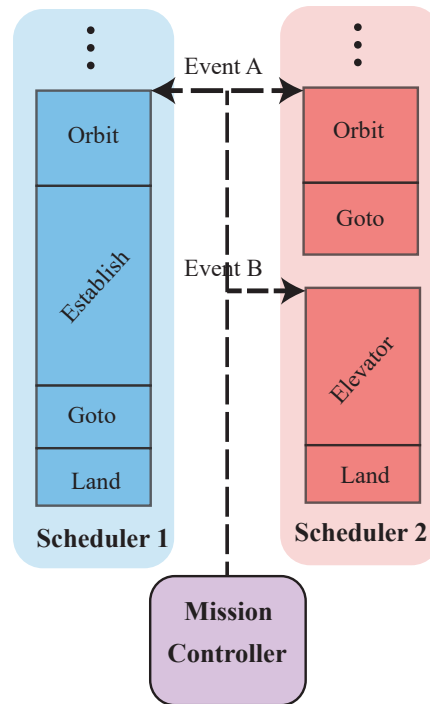 Event A
Orbit
Establish
Goto
Land
Scheduler 1
Orbit
Goto
Event B
Elevator
Land
Scheduler 2
Mission
Controller